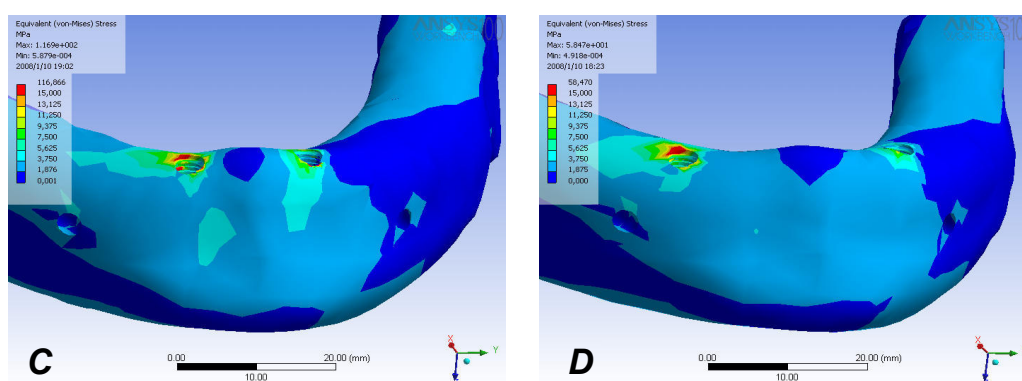 Equivalent (von-Mises) Stress
MPa
Max: 1.169e+002
Min: 5.879e-004
2008/1/10 19:02
116,866
15,000
13,125
11,250
9,375
7,500
5,625
3,750
1,876
0,001
0.00
20.00 (mm)
10.00
X
Y
C
Equivalent (von-Mises) Stress
MPa
Max: 5.847e+001
Min: 4.918e-004
2008/1/10 18:23
58,470
15,000
13,125
11,250
9,375
7,500
5,625
3,750
1,875
0,000
0.00
20.00 (mm)
10.00
X
Y
D